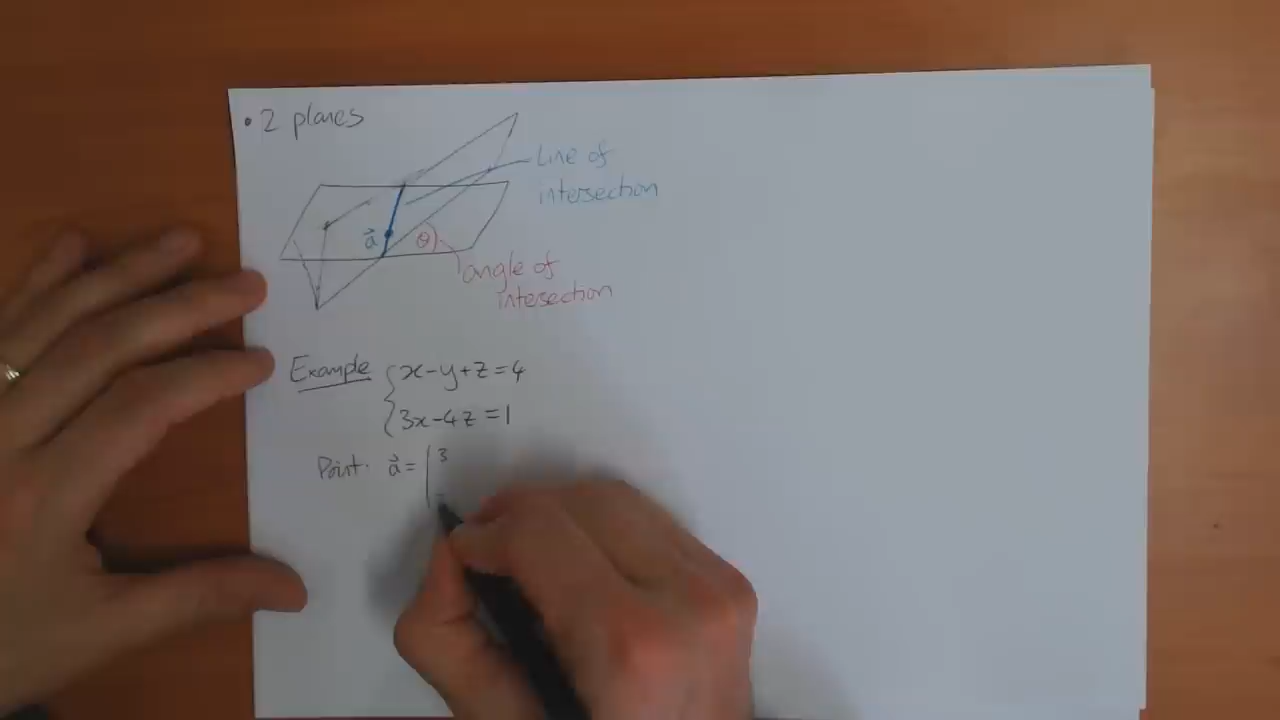 • 2 planes
Line of
intersection
a⃗
θ
angle of
intersection
Example { x-y+z=4
3x-4z=1
Point: a⃗ = ( 3